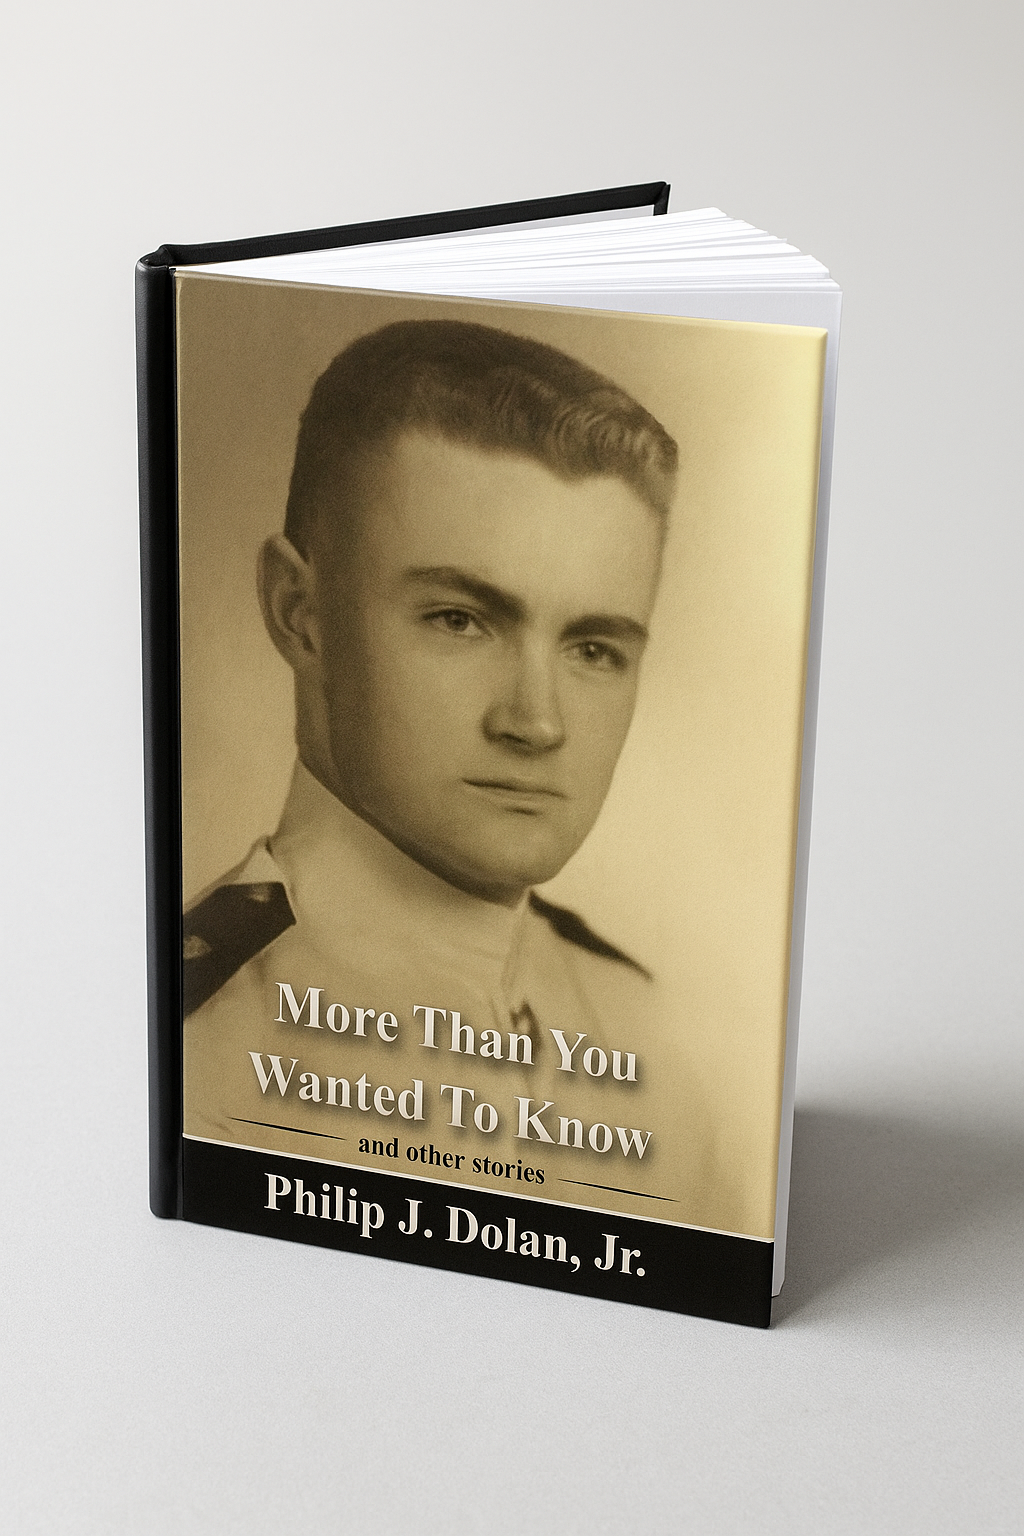 More Than You
Wanted To Know
and other stories
Philip J. Dolan, Jr.